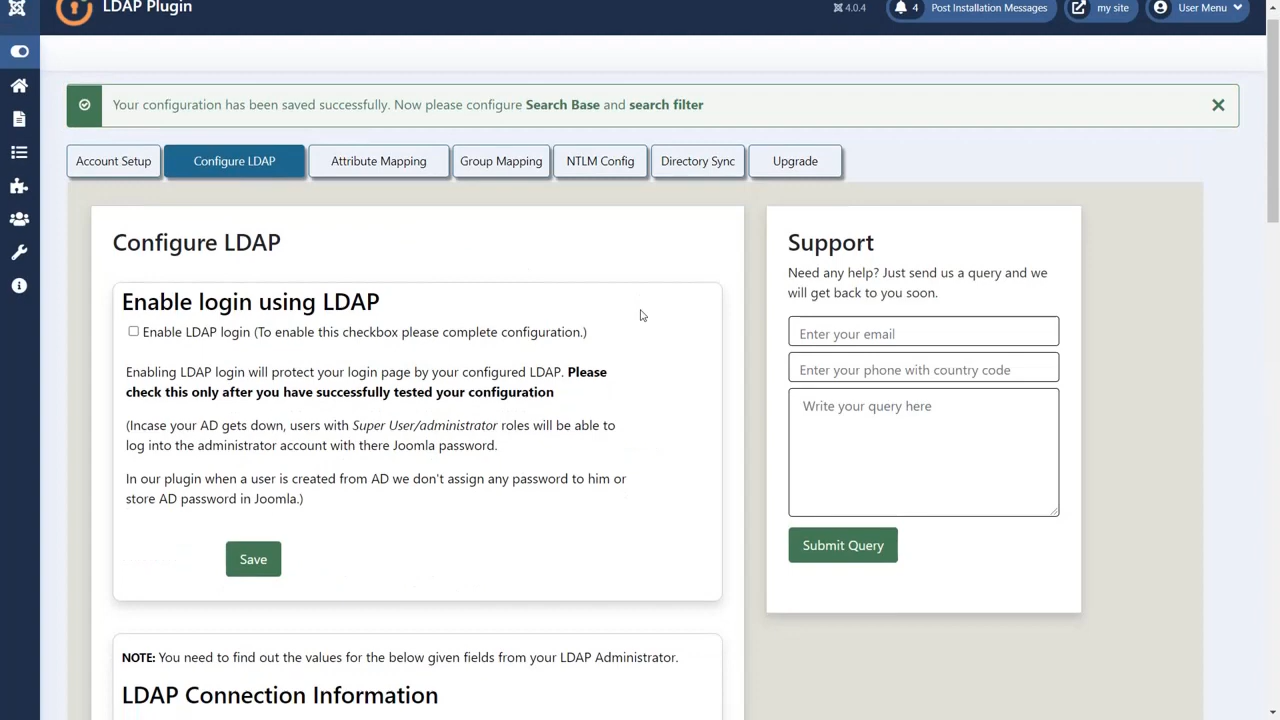 LDAP Plugin
4.0.4
4
Post Installation Messages
my site
User Menu
Your configuration has been saved successfully. Now please configure Search Base and search filter
Account Setup
Configure LDAP
Attribute Mapping
Group Mapping
NTLM Config
Directory Sync
Upgrade
Configure LDAP
Enable login using LDAP
Enable LDAP login (To enable this checkbox please complete configuration.)
Enabling LDAP login will protect your login page by your configured LDAP. Please
check this only after you have successfully tested your configuration
(Incase your AD gets down, users with Super User/administrator roles will be able to
log into the administrator account with there Joomla password.
In our plugin when a user is created from AD we don't assign any password to him or
store AD password in Joomla.)
Save
NOTE: You need to find out the values for the below given fields from your LDAP Administrator.
LDAP Connection Information
Support
Need any help? Just send us a query and we
will get back to you soon.
Enter your email
Enter your phone with country code
Write your query here
Submit Query